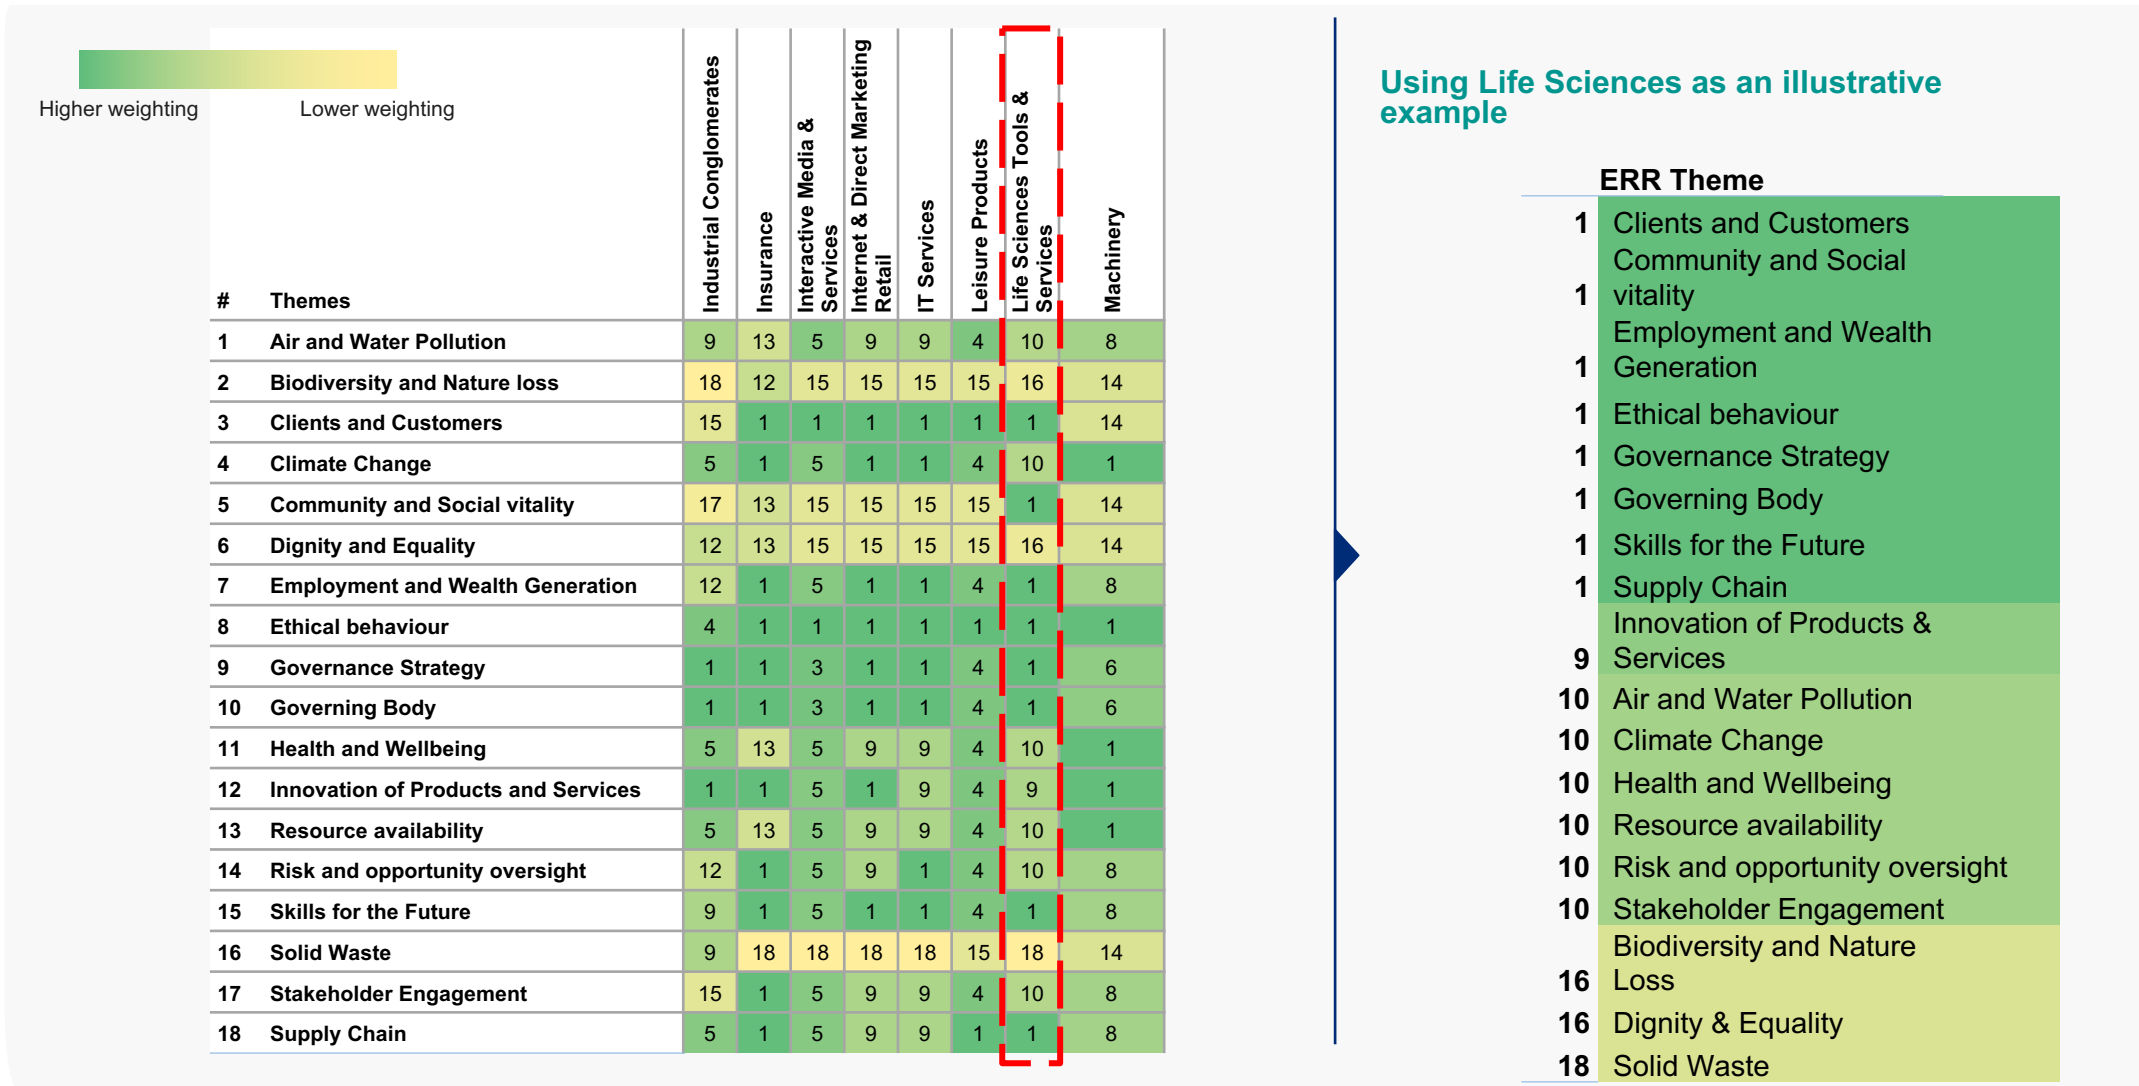 Higher weighting Lower weighting
# Themes Industrial Conglomerates Insurance Interactive Media & Services Internet & Direct Marketing Retail IT Services Leisure Products Life Sciences Tools & Services Machinery
1 Air and Water Pollution 9 13 5 9 9 4 10 8
2 Biodiversity and Nature loss 18 12 15 15 15 15 16 14
3 Clients and Customers 15 1 1 1 1 1 1 14
4 Climate Change 5 1 5 1 1 4 10 1
5 Community and Social vitality 17 13 15 15 15 15 1 14
6 Dignity and Equality 12 13 15 15 15 15 16 14
7 Employment and Wealth Generation 12 1 5 1 1 4 1 8
8 Ethical behaviour 4 1 1 1 1 1 1 1
9 Governance Strategy 1 1 3 1 1 4 1 6
10 Governing Body 1 1 3 1 1 4 1 6
11 Health and Wellbeing 5 13 5 9 9 4 10 1
12 Innovation of Products and Services 1 1 5 1 9 4 9 1
13 Resource availability 5 13 5 9 9 4 10 1
14 Risk and opportunity oversight 12 1 5 9 1 4 10 8
15 Skills for the Future 9 1 5 1 1 4 1 8
16 Solid Waste 9 18 18 18 18 15 18 14
17 Stakeholder Engagement 15 1 5 9 9 4 10 8
18 Supply Chain 5 1 5 9 9 1 1 8
Using Life Sciences as an illustrative
example
ERR Theme
1 Clients and Customers
Community and Social
1 vitality
Employment and Wealth
1 Generation
1 Ethical behaviour
1 Governance Strategy
1 Governing Body
1 Skills for the Future
1 Supply Chain
Innovation of Products &
9 Services
10 Air and Water Pollution
10 Climate Change
10 Health and Wellbeing
10 Resource availability
10 Risk and opportunity oversight
10 Stakeholder Engagement
Biodiversity and Nature
16 Loss
16 Dignity & Equality
18 Solid Waste